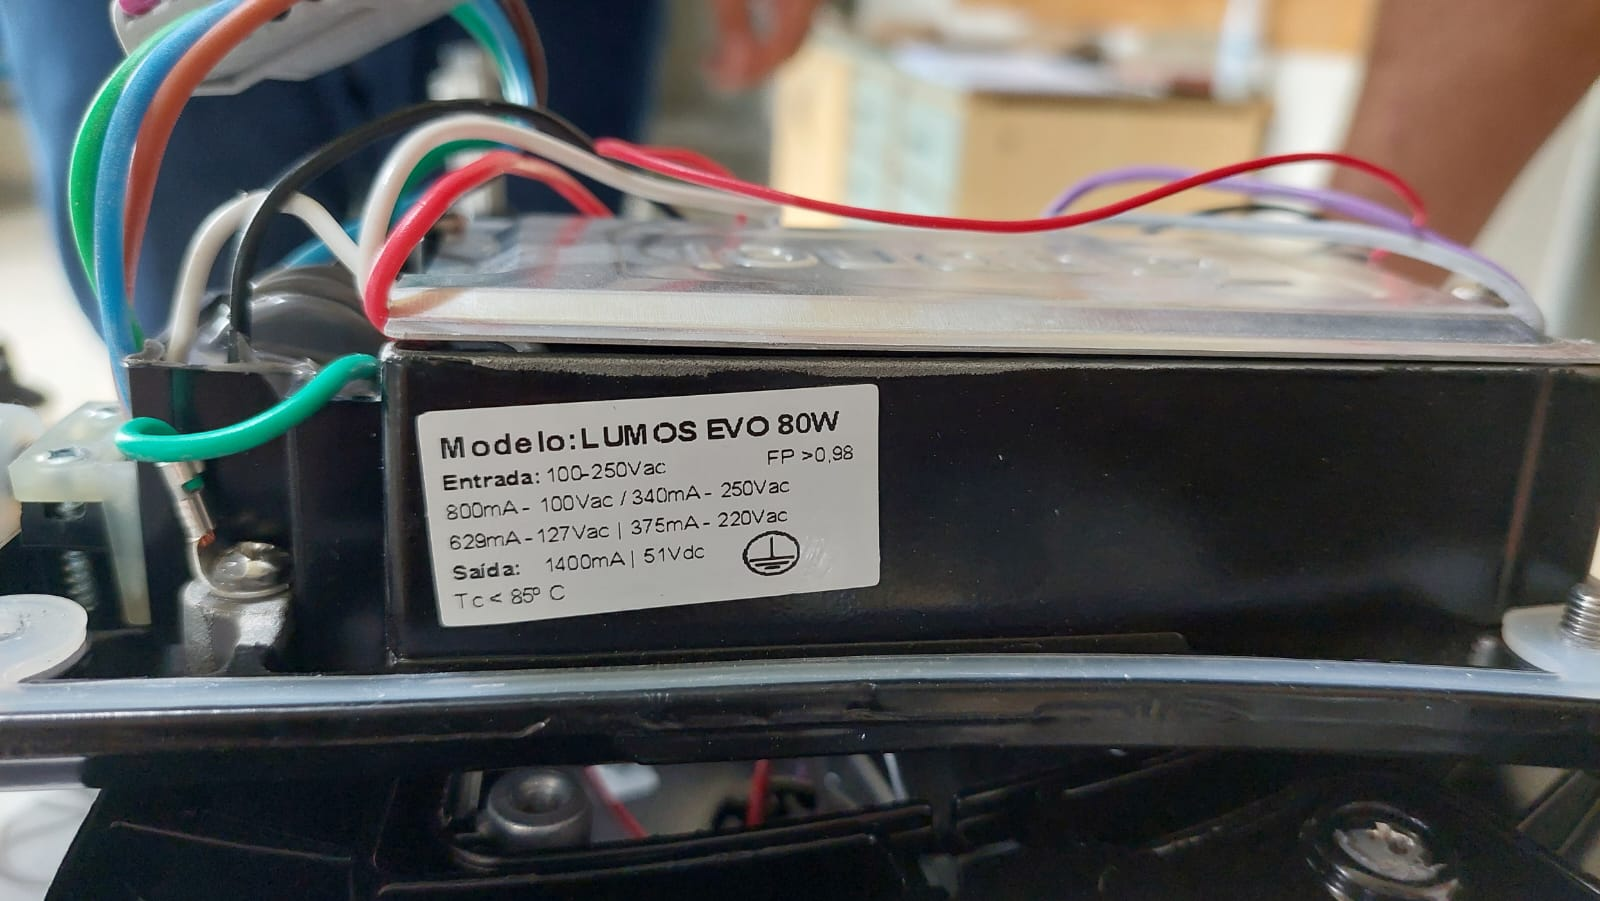 Modelo: LUMOS EVO 80W
Entrada: 100-250Vac FP >0,98
800mA - 100Vac / 340mA - 250Vac
629mA - 127Vac | 375mA - 220Vac
Saída: 1400mA | 51Vdc
Tc < 85º C